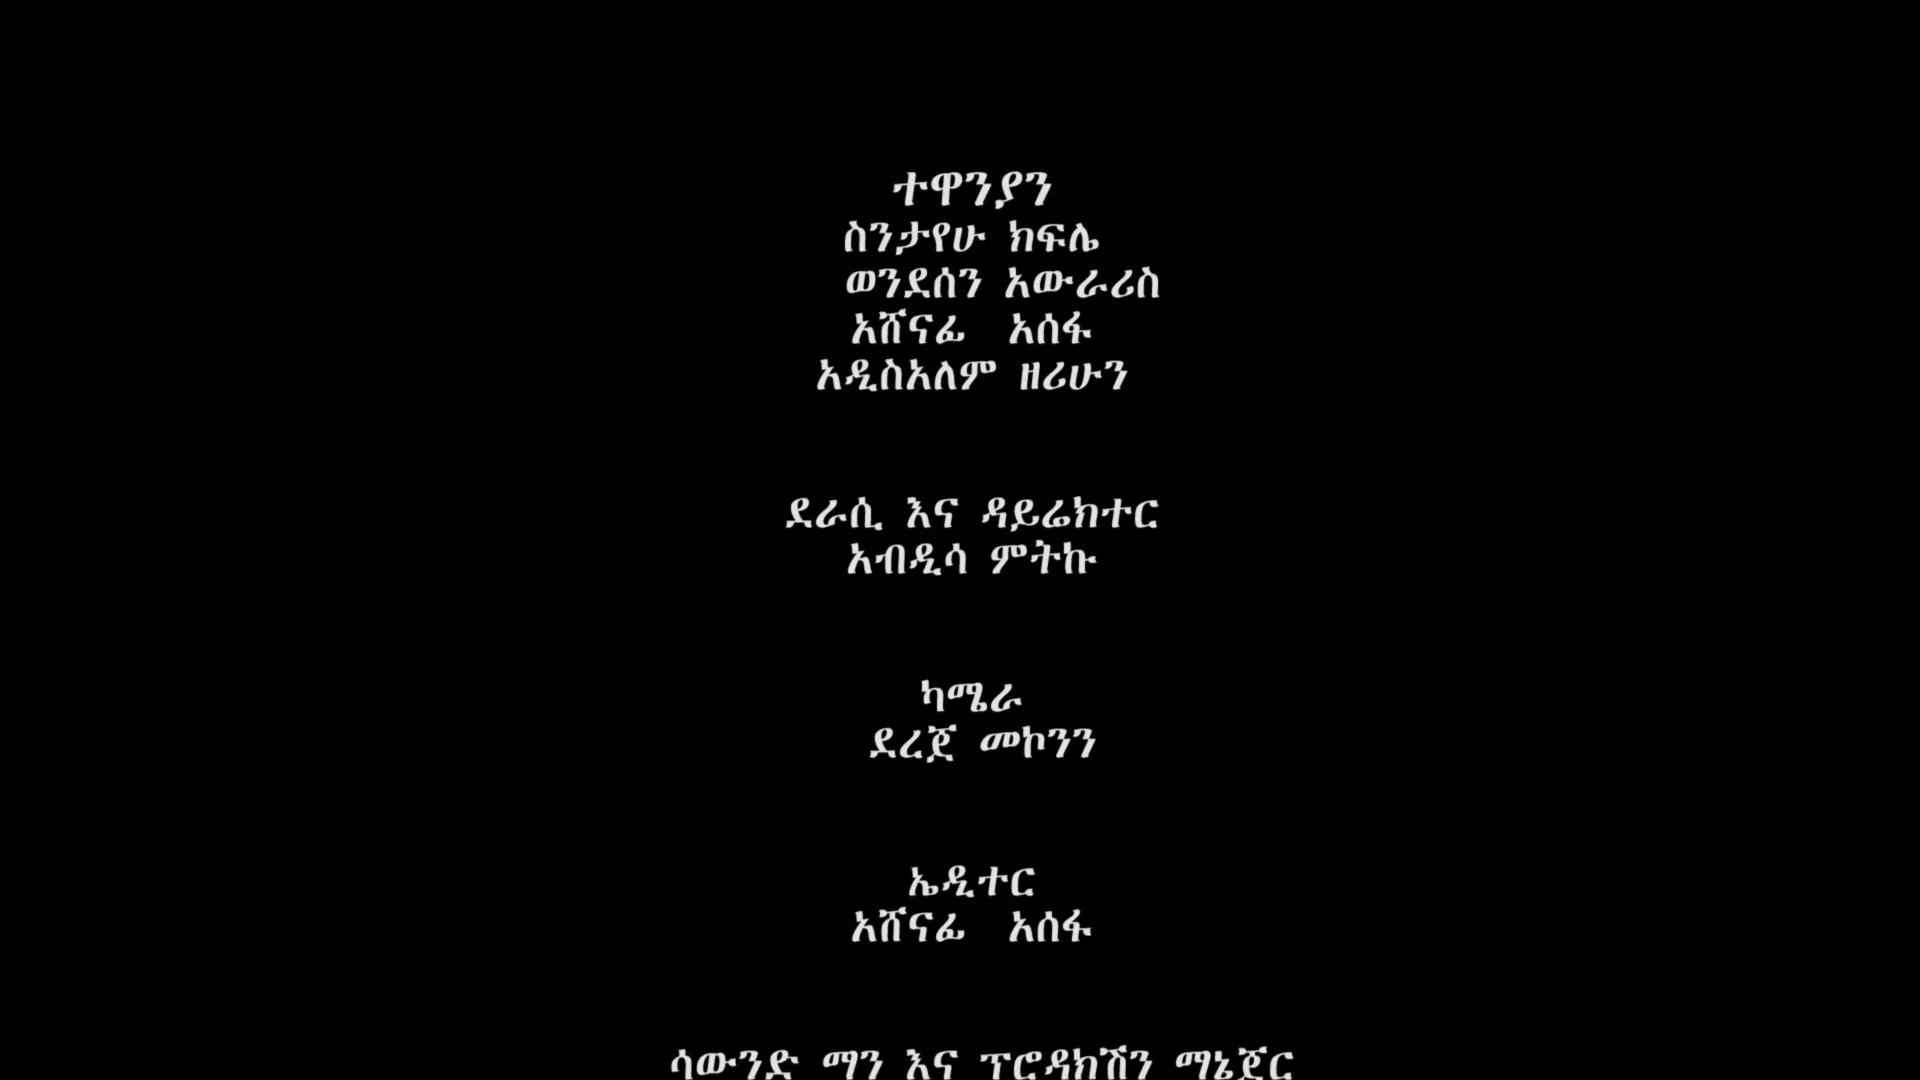 ተዋንያን
ስንታየሁ ክፍሌ
ወንደሰን አውራሪስ
አሸናፊ አሰፋ
አዲስአለም ዘሪሁን
ደራሲ እና ዳይሬክተር
አብዲሳ ምትኩ
ካሜራ
ደረጀ መኮንን
ኤዲተር
አሸናፊ አሰፋ
ሳውንድ ማን እና ፕሮዳክሽን ማኔጀር